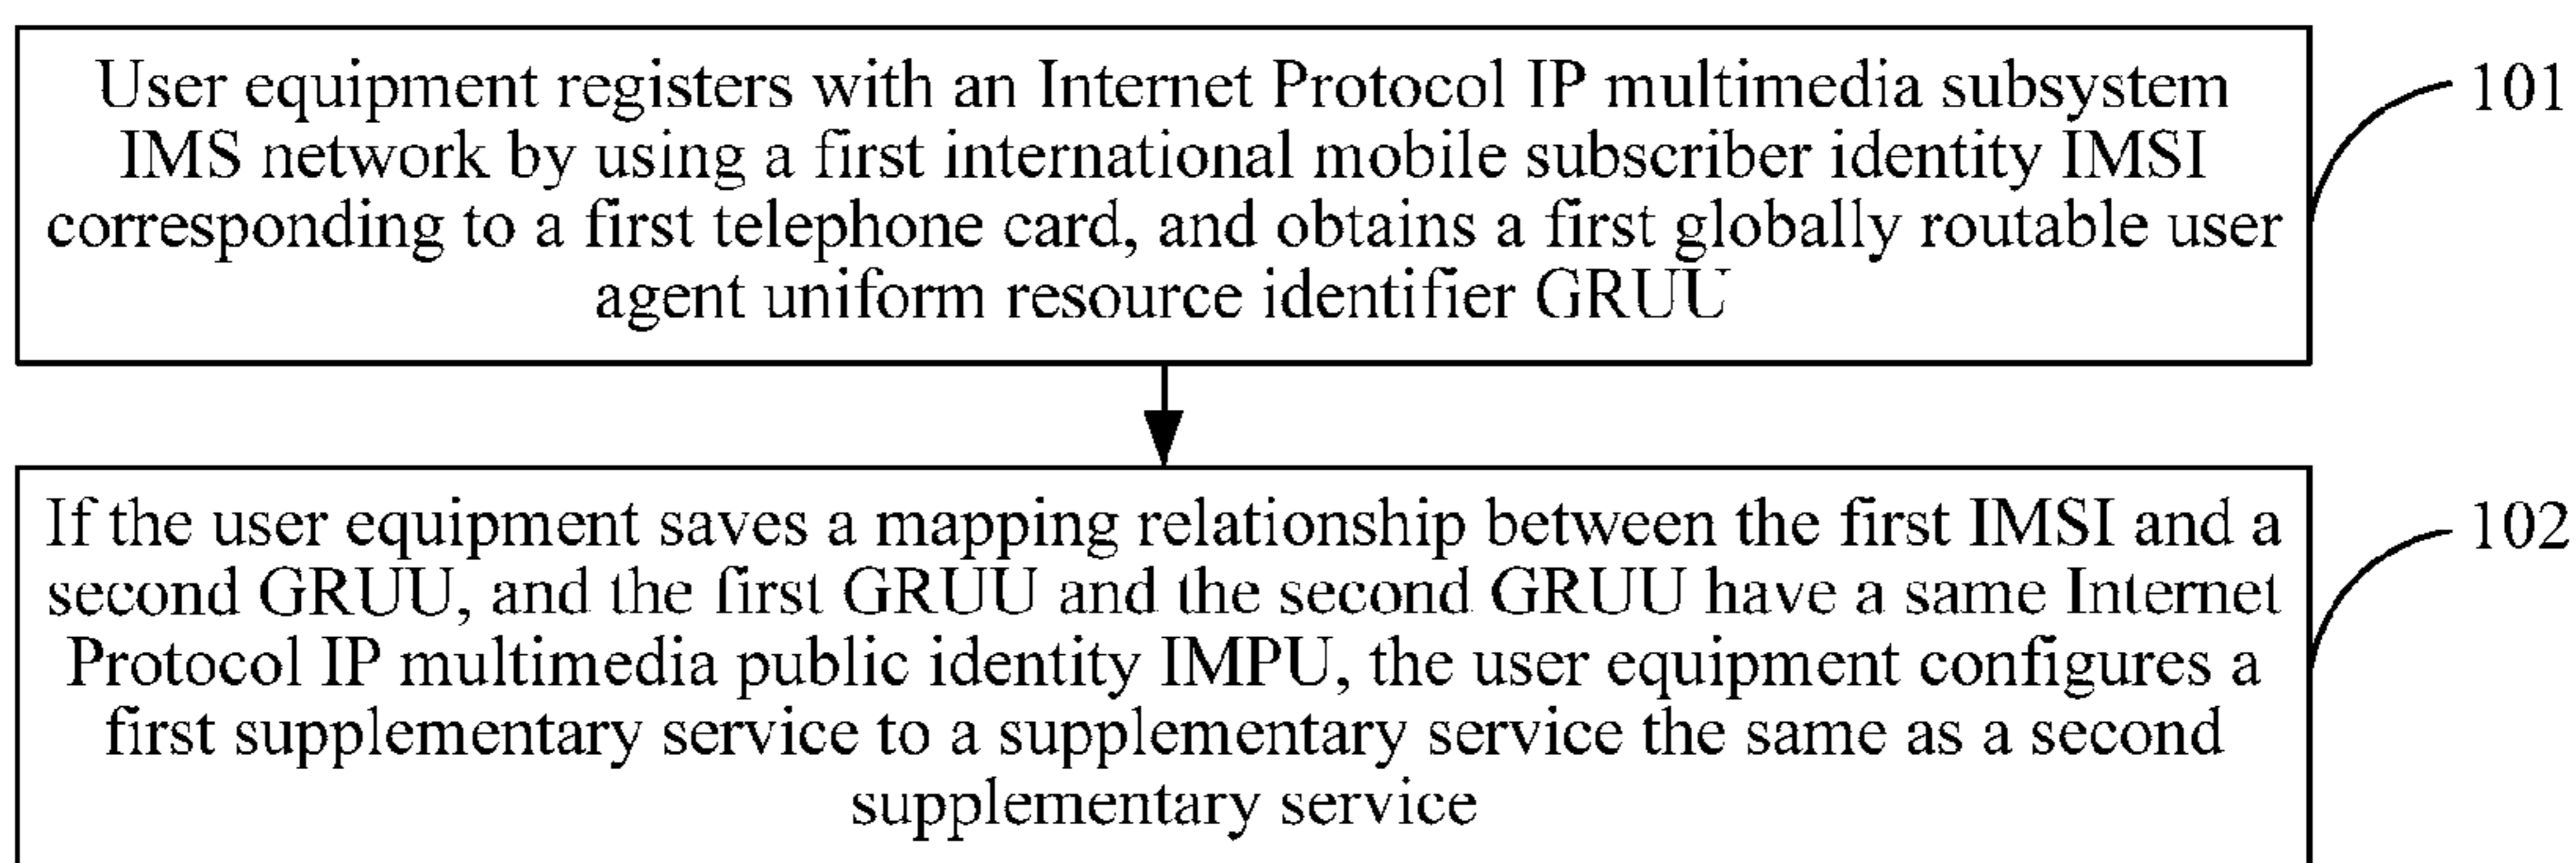 User equipment registers with an Internet Protocol IP multimedia subsystem
IMS network by using a first international mobile subscriber identity IMSI
corresponding to a first telephone card, and obtains a first globally routable user
agent uniform resource identifier GRUU
101
If the user equipment saves a mapping relationship between the first IMSI and a
second GRUU, and the first GRUU and the second GRUU have a same Internet
Protocol IP multimedia public identity IMPU, the user equipment configures a
first supplementary service to a supplementary service the same as a second
supplementary service
102